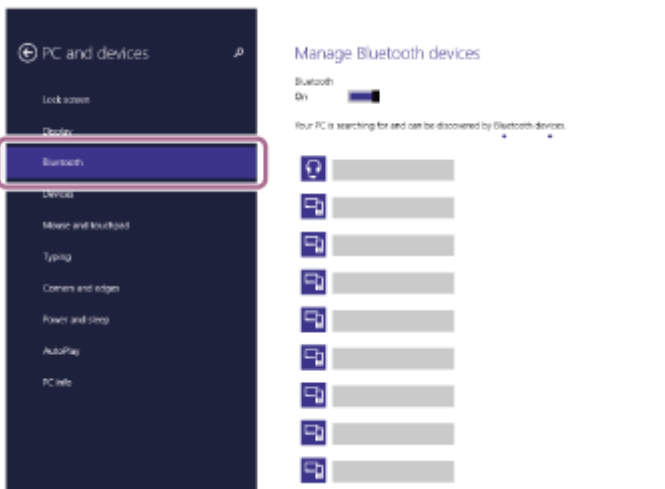 PC and devices
Lock screen
Display
Bluetooth
Devices
Mouse and touchpad
Typing
Corners and edges
Power and sleep
AutoPlay
PC info
Manage Bluetooth devices
Bluetooth
On
Your PC is searching for and can be discovered by Bluetooth devices.